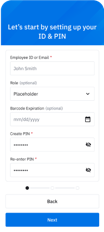 Let's start by setting up your
ID & PIN
Employee ID or Email *
John Smith
Role (optional)
Placeholder
Barcode Expiration (optional)
mm/dd/yyyy
Create PIN *
••••••••
Re-enter PIN *
••••••••
Back
Next